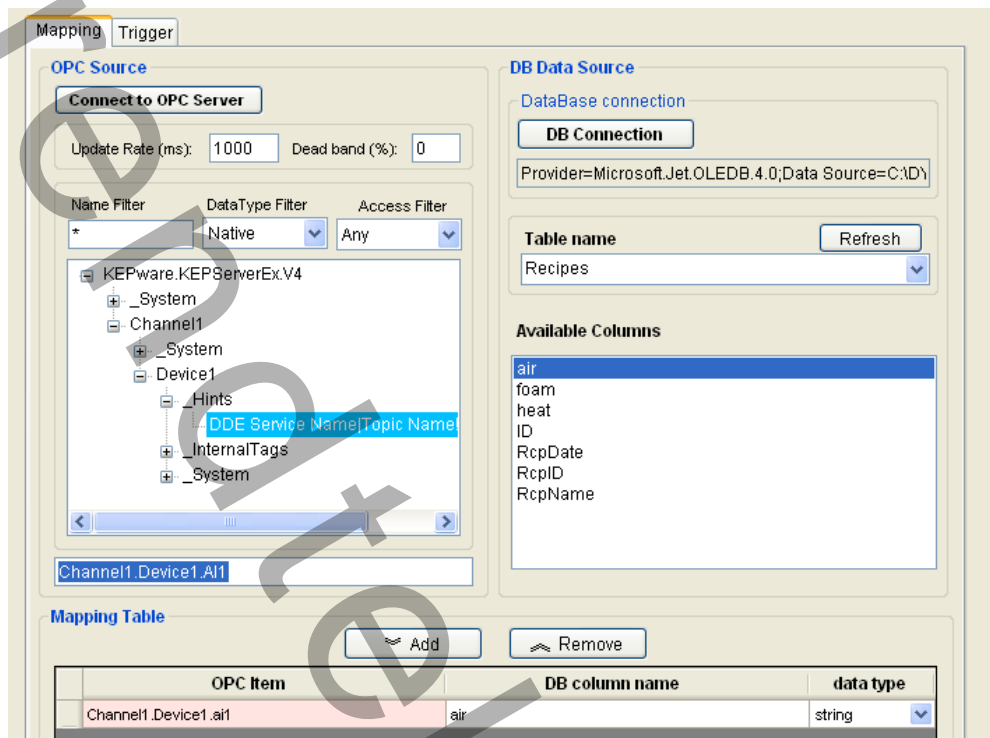 Mapping Trigger
OPC Source
Connect to OPC Server
Update Rate (ms): 1000 Dead band (%): 0
Name Filter DataType Filter Access Filter
* Native Any
KEPware.KEPServerEx.V4
_System
Channel1
_System
Device1
_Hints
DDE Service Name|Topic Name!
_InternalTags
_System
Channel1.Device1.AI1
DB Data Source
DataBase connection
DB Connection
Provider=Microsoft.Jet.OLEDB.4.0;Data Source=C:\D\
Table name Refresh
Recipes
Available Columns
air
foam
heat
ID
RcpDate
RcpID
RcpName
Mapping Table
Add Remove
OPC Item DB column name data type
Channel1.Device1.ai1 air string